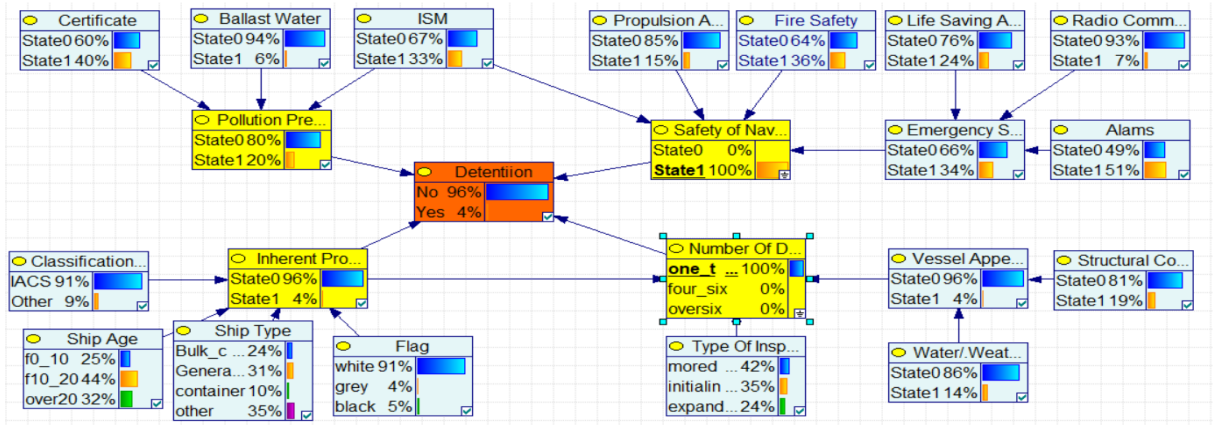 Certificate
State0 60%
State1 40%
Ballast Water
State0 94%
State1 6%
ISM
State0 67%
State1 33%
Propulsion A...
State0 85%
State1 15%
Fire Safety
State0 64%
State1 36%
Life Saving A...
State0 76%
State1 24%
Radio Comm...
State0 93%
State1 7%
Pollution Pre...
State0 80%
State1 20%
Safety of Nav...
State0 0%
State1 100%
Emergency S...
State0 66%
State1 34%
Alams
State0 49%
State1 51%
Detentiion
No 96%
Yes 4%
Classification...
IACS 91%
Other 9%
Inherent Pro...
State0 96%
State1 4%
Number Of D...
one_t ... 100%
four_six 0%
oversix 0%
Vessel Appe...
State0 96%
State1 4%
Structural Co...
State0 81%
State1 19%
Ship Age
f0_10 25%
f10_20 44%
over20 32%
Ship Type
Bulk_c ... 24%
Genera... 31%
container 10%
other 35%
Flag
white 91%
grey 4%
black 5%
Type Of Insp...
mored ... 42%
initialin ... 35%
expand... 24%
Water/.Weat...
State0 86%
State1 14%